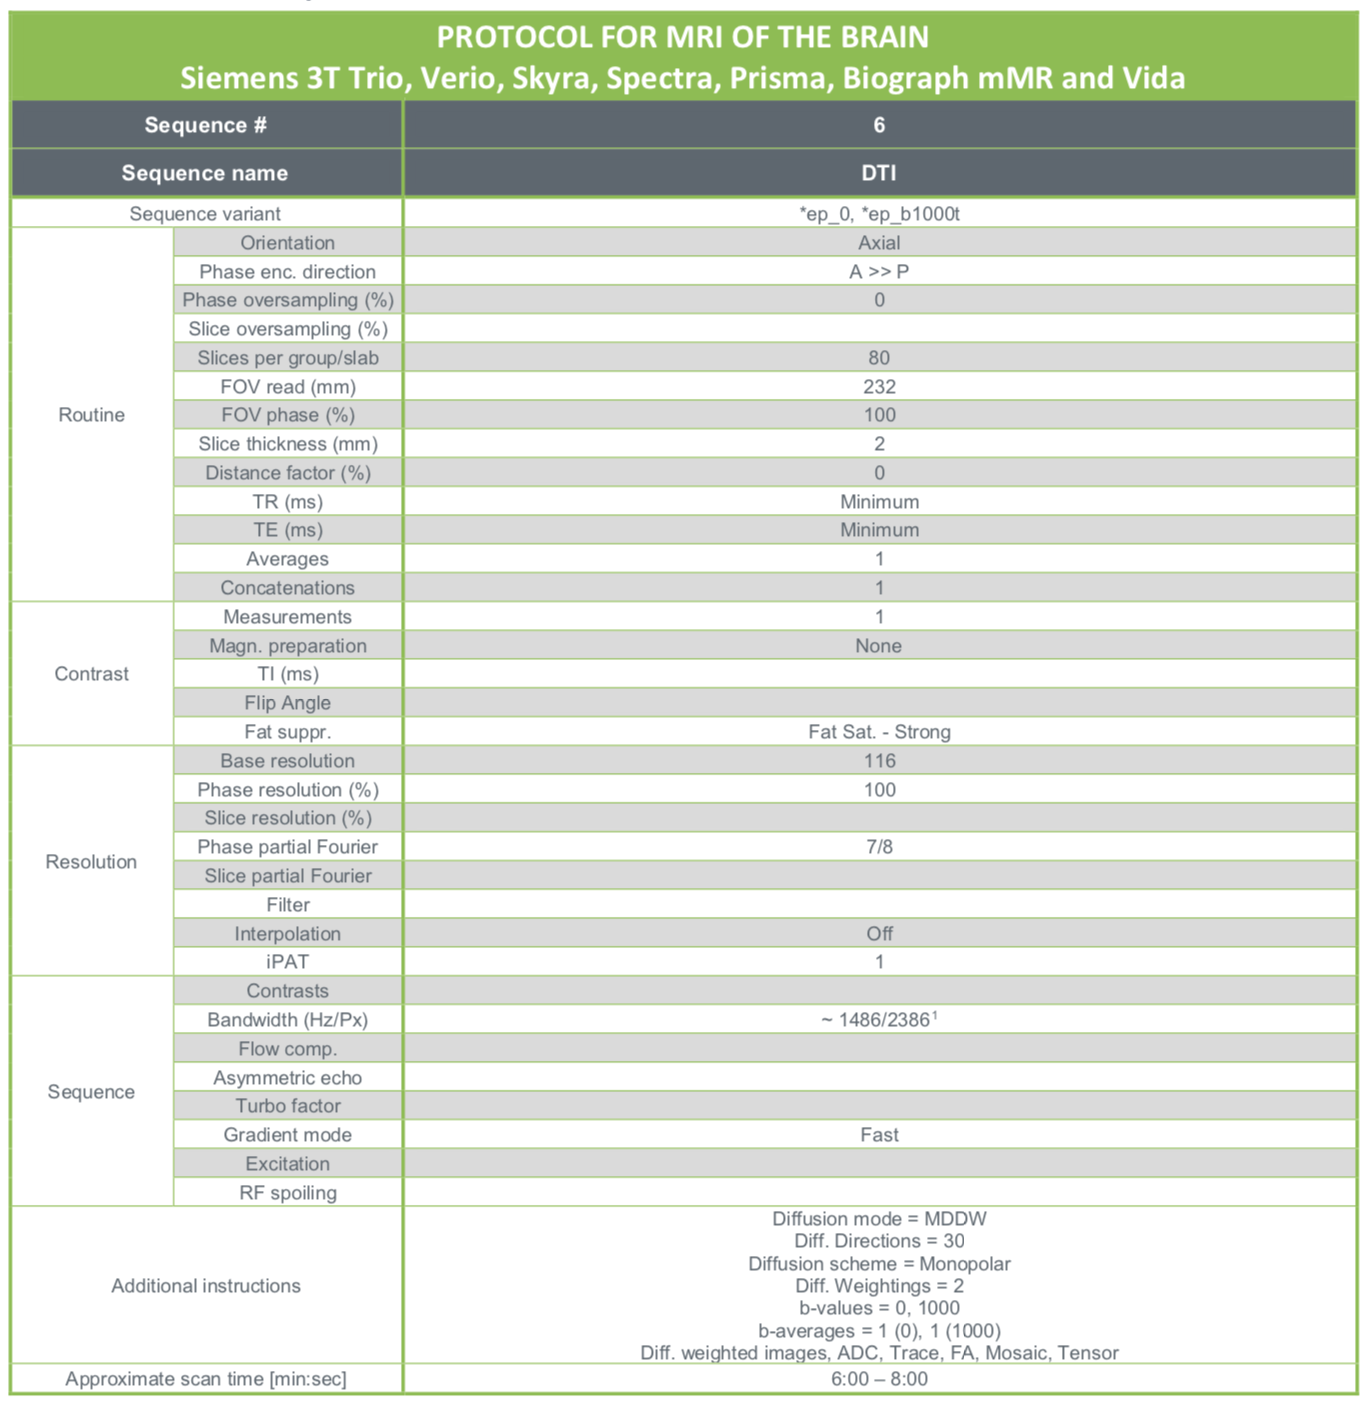 PROTOCOL FOR MRI OF THE BRAIN
Siemens 3T Trio, Verio, Skyra, Spectra, Prisma, Biograph mMR and Vida
Sequence # 6
Sequence name DTI
Sequence variant *ep_0, *ep_b1000t
Routine
Orientation Axial
Phase enc. direction A >> P
Phase oversampling (%) 0
Slice oversampling (%)
Slices per group/slab 80
FOV read (mm) 232
FOV phase (%) 100
Slice thickness (mm) 2
Distance factor (%) 0
TR (ms) Minimum
TE (ms) Minimum
Averages 1
Concatenations 1
Contrast
Measurements 1
Magn. preparation None
TI (ms)
Flip Angle
Fat suppr. Fat Sat. - Strong
Resolution
Base resolution 116
Phase resolution (%) 100
Slice resolution (%)
Phase partial Fourier 7/8
Slice partial Fourier
Filter
Interpolation Off
iPAT 1
Sequence
Contrasts
Bandwidth (Hz/Px) ~ 1486/2386¹
Flow comp.
Asymmetric echo
Turbo factor
Gradient mode Fast
Excitation
RF spoiling
Additional instructions
Diffusion mode = MDDW
Diff. Directions = 30
Diffusion scheme = Monopolar
Diff. Weightings = 2
b-values = 0, 1000
b-averages = 1 (0), 1 (1000)
Diff. weighted images, ADC, Trace, FA, Mosaic, Tensor
Approximate scan time [min:sec] 6:00 – 8:00